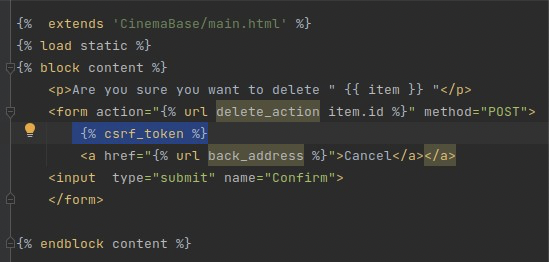 {%  extends 'CinemaBase/main.html' %}
{% load static %}
{% block content %}
<p>Are you sure you want to delete " {{ item }} "</p>
<form action="{% url delete_action item.id %}" method="POST">
{% csrf_token %}
<a href="{% url back_address %}">Cancel</a></a>
<input  type="submit" name="Confirm">
</form>
{% endblock content %}